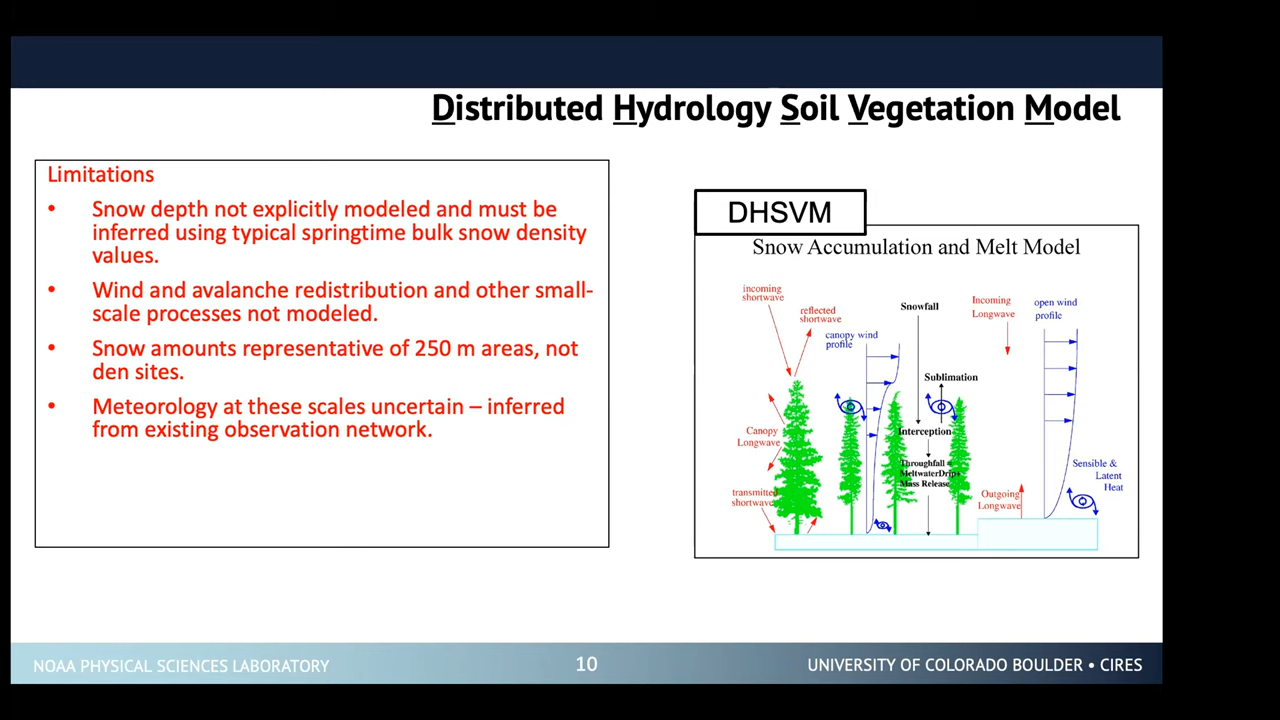 Distributed Hydrology Soil Vegetation Model
Limitations
• Snow depth not explicitly modeled and must be
inferred using typical springtime bulk snow density
values.
• Wind and avalanche redistribution and other small-
scale processes not modeled.
• Snow amounts representative of 250 m areas, not
den sites.
• Meteorology at these scales uncertain – inferred
from existing observation network.
DHSVM
Snow Accumulation and Melt Model
incoming
shortwave
reflected
shortwave
canopy wind
profile
Snowfall
Incoming
Longwave
open wind
profile
Sublimation
Canopy
Longwave
Interception
Throughfall
MeltwaterDrip
Mass Release
transmitted
shortwave
Outgoing
Longwave
Sensible &
Latent
Heat
NOAA PHYSICAL SCIENCES LABORATORY
10
UNIVERSITY OF COLORADO BOULDER • CIRES